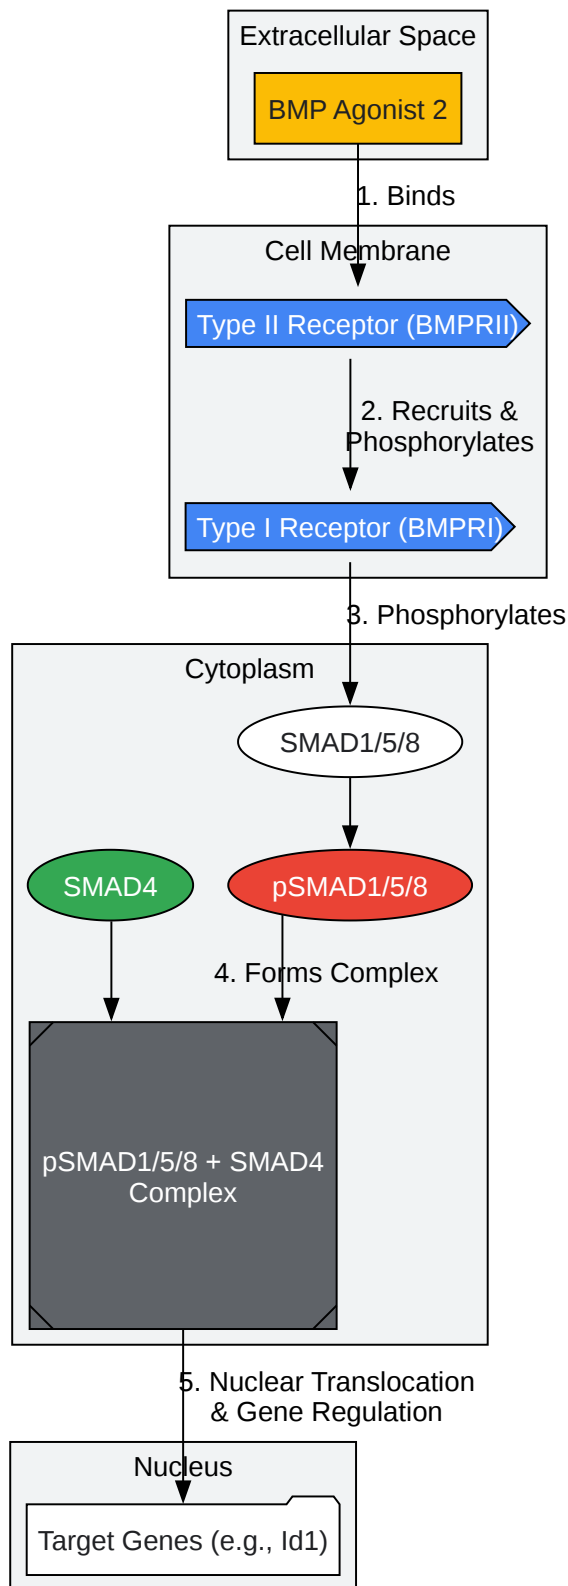 Extracellular Space
BMP Agonist 2
1. Binds
Cell Membrane
Type II Receptor (BMPRII)
2. Recruits &
Phosphorylates
Type I Receptor (BMPRI)
3. Phosphorylates
Cytoplasm
SMAD1/5/8
SMAD4
pSMAD1/5/8
4. Forms Complex
pSMAD1/5/8 + SMAD4
Complex
5. Nuclear Translocation
& Gene Regulation
Nucleus
Target Genes (e.g., Id1)